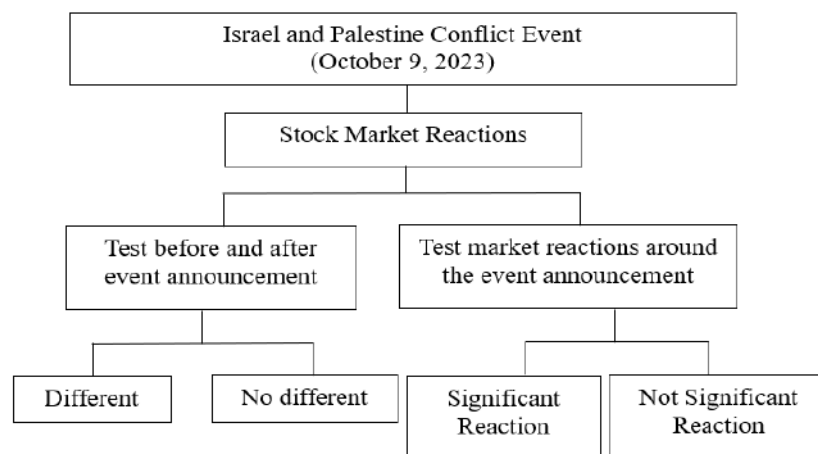 Israel and Palestine Conflict Event
(October 9, 2023)
Stock Market Reactions
Test before and after
event announcement
Test market reactions around
the event announcement
Different
No different
Significant
Reaction
Not Significant
Reaction